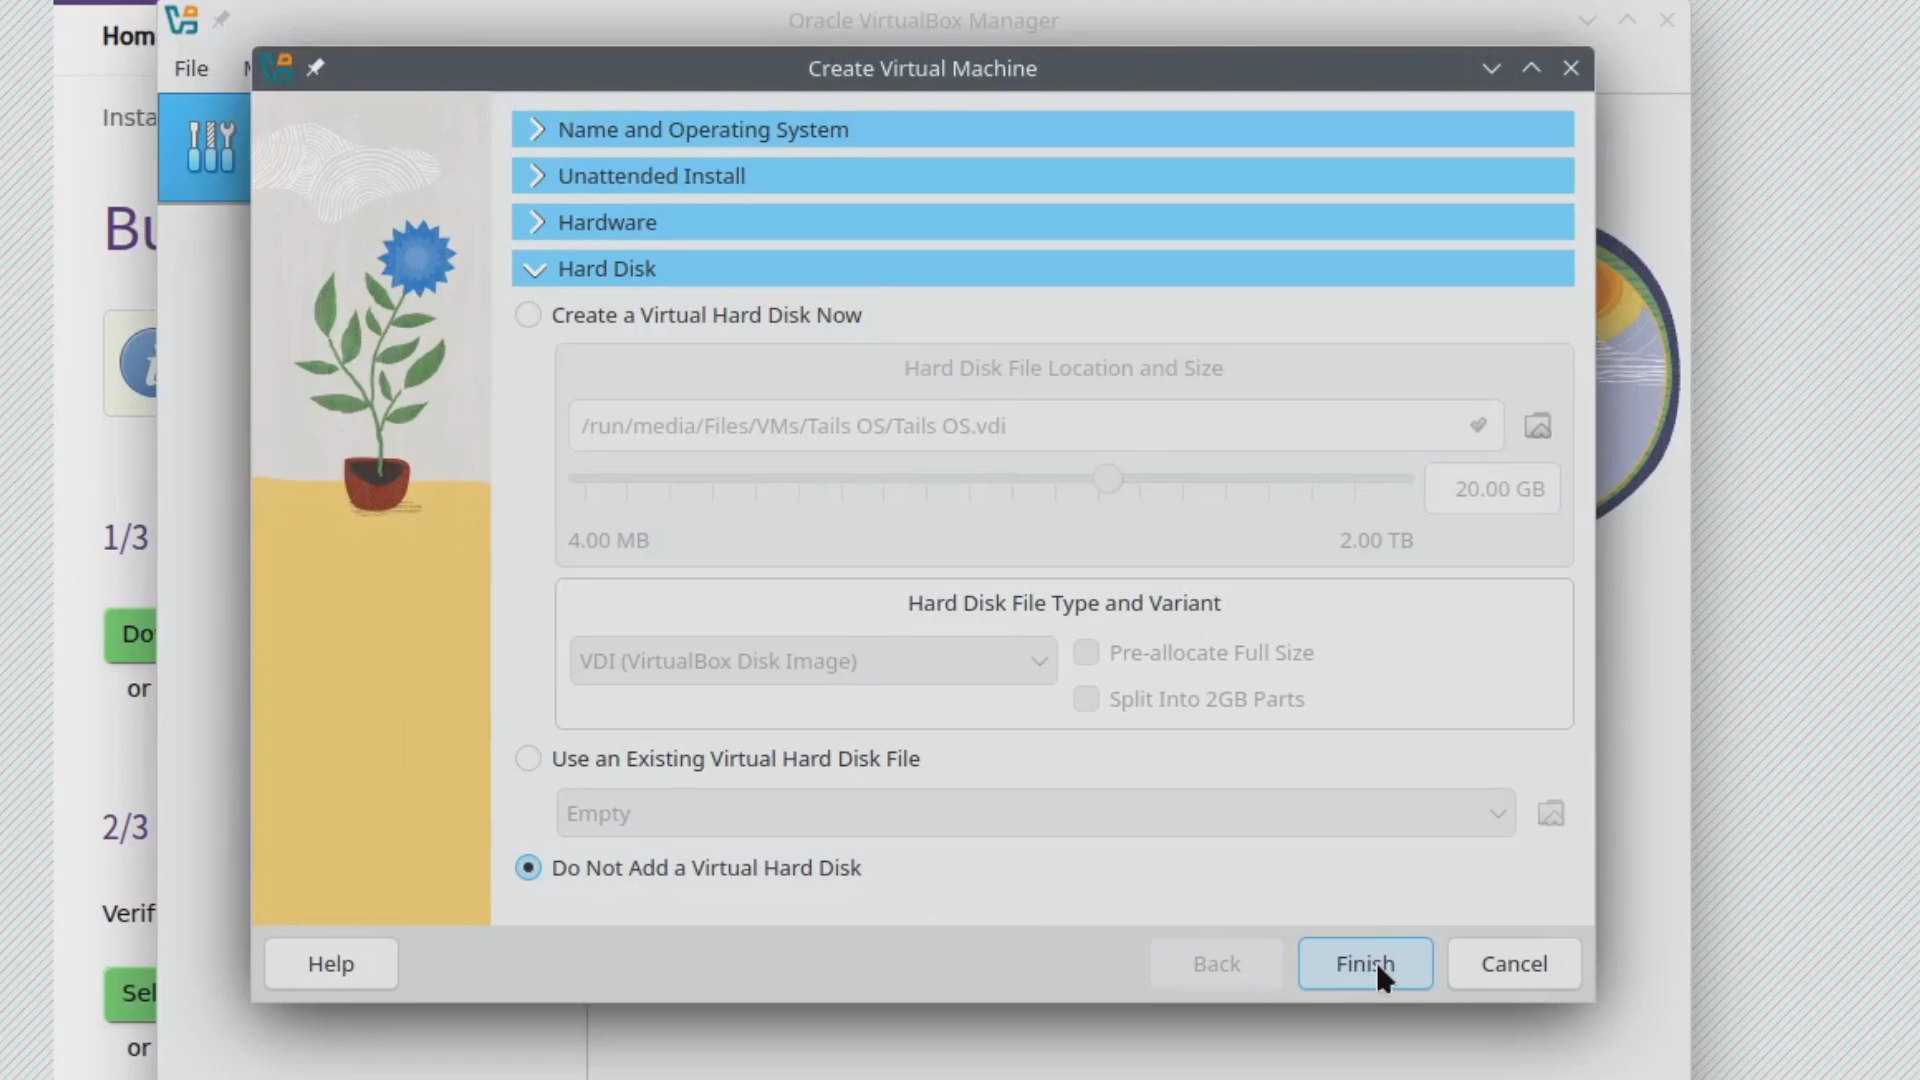 Oracle VirtualBox Manager
Hom
File
Create Virtual Machine
Insta
Name and Operating System
Unattended Install
Bu
Hardware
Hard Disk
Create a Virtual Hard Disk Now
Hard Disk File Location and Size
/run/media/Files/VMs/Tails OS/Tails OS.vdi
20.00 GB
4.00 MB
2.00 TB
1/3
Hard Disk File Type and Variant
Do
VDI (VirtualBox Disk Image)
Pre-allocate Full Size
or
Split Into 2GB Parts
Use an Existing Virtual Hard Disk File
Empty
2/3
Do Not Add a Virtual Hard Disk
Verif
Help
Back
Finish
Cancel
Sel
or